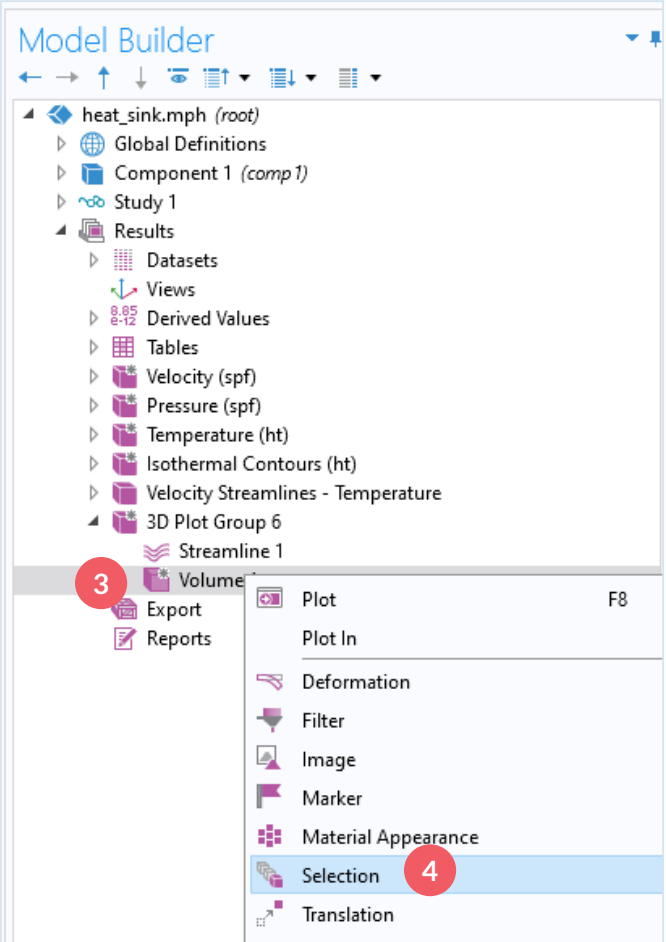 Model Builder
heat_sink.mph (root)
Global Definitions
Component 1 (comp1)
Study 1
Results
Datasets
Views
8.85
e-12 Derived Values
Tables
Velocity (spf)
Pressure (spf)
Temperature (ht)
Isothermal Contours (ht)
Velocity Streamlines - Temperature
3D Plot Group 6
Streamline 1
3 Volume
Export
Reports
Plot F8
Plot In
Deformation
Filter
Image
Marker
Material Appearance
Selection 4
Translation